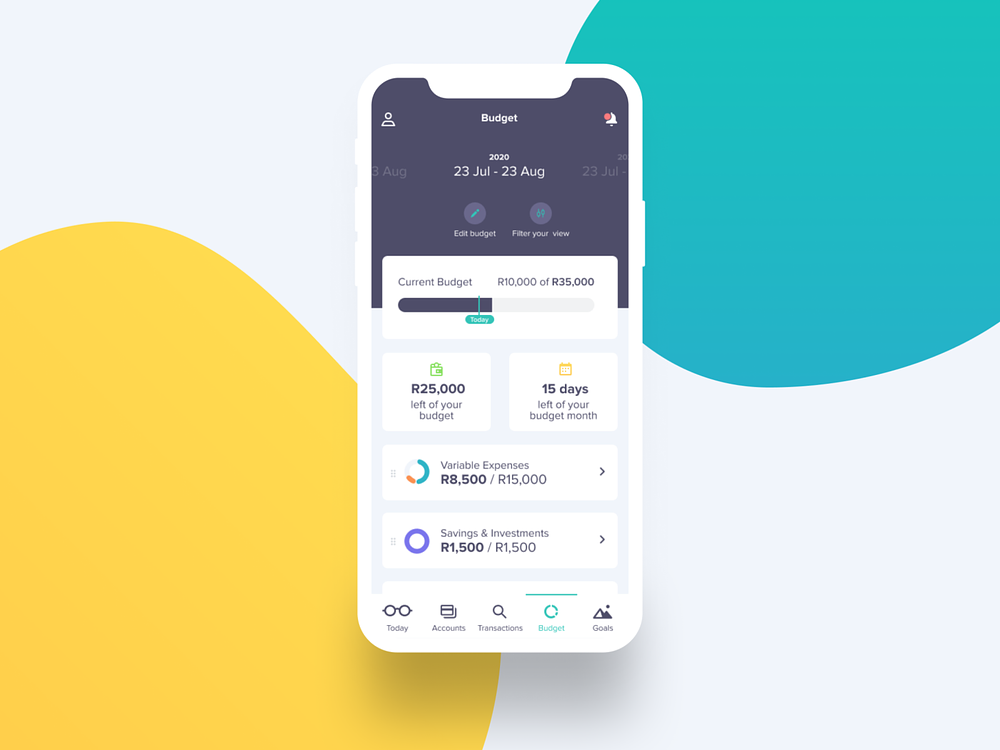 Budget
2020
20
3 Aug
23 Jul - 23 Aug
23 Jul -
Edit budget
Filter your view
Current Budget
R10,000 of R35,000
Today
R25,000
left of your
budget
15 days
left of your
budget month
Variable Expenses
R8,500 / R15,000
Savings & Investments
R1,500 / R1,500
Today
Accounts
Transactions
Budget
Goals